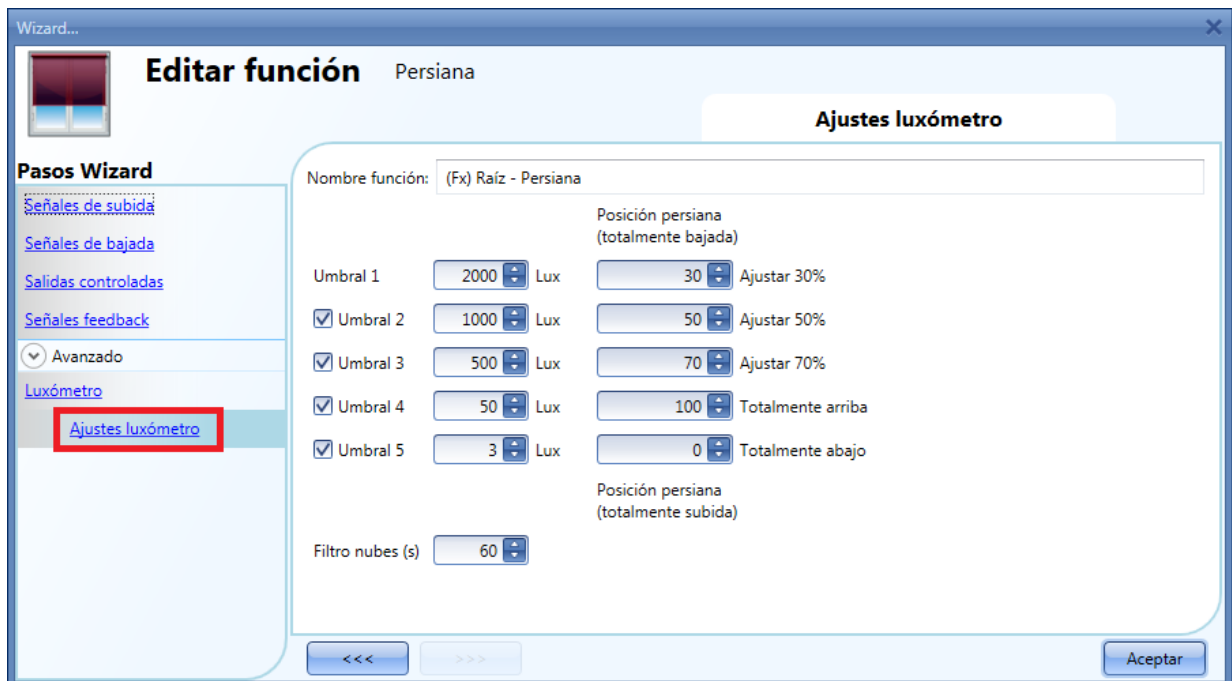 Wizard...
Editar función Persiana
Ajustes luxómetro
Pasos Wizard
Señales de subida
Señales de bajada
Salidas controladas
Señales feedback
Avanzado
Luxómetro
Ajustes luxómetro
Nombre función: (Fx) Raíz - Persiana
Posición persiana
(totalmente bajada)
Umbral 1 2000 Lux 30 Ajustar 30%
Umbral 2 1000 Lux 50 Ajustar 50%
Umbral 3 500 Lux 70 Ajustar 70%
Umbral 4 50 Lux 100 Totalmente arriba
Umbral 5 3 Lux 0 Totalmente abajo
Posición persiana
(totalmente subida)
Filtro nubes (s) 60
<<< >>> Aceptar